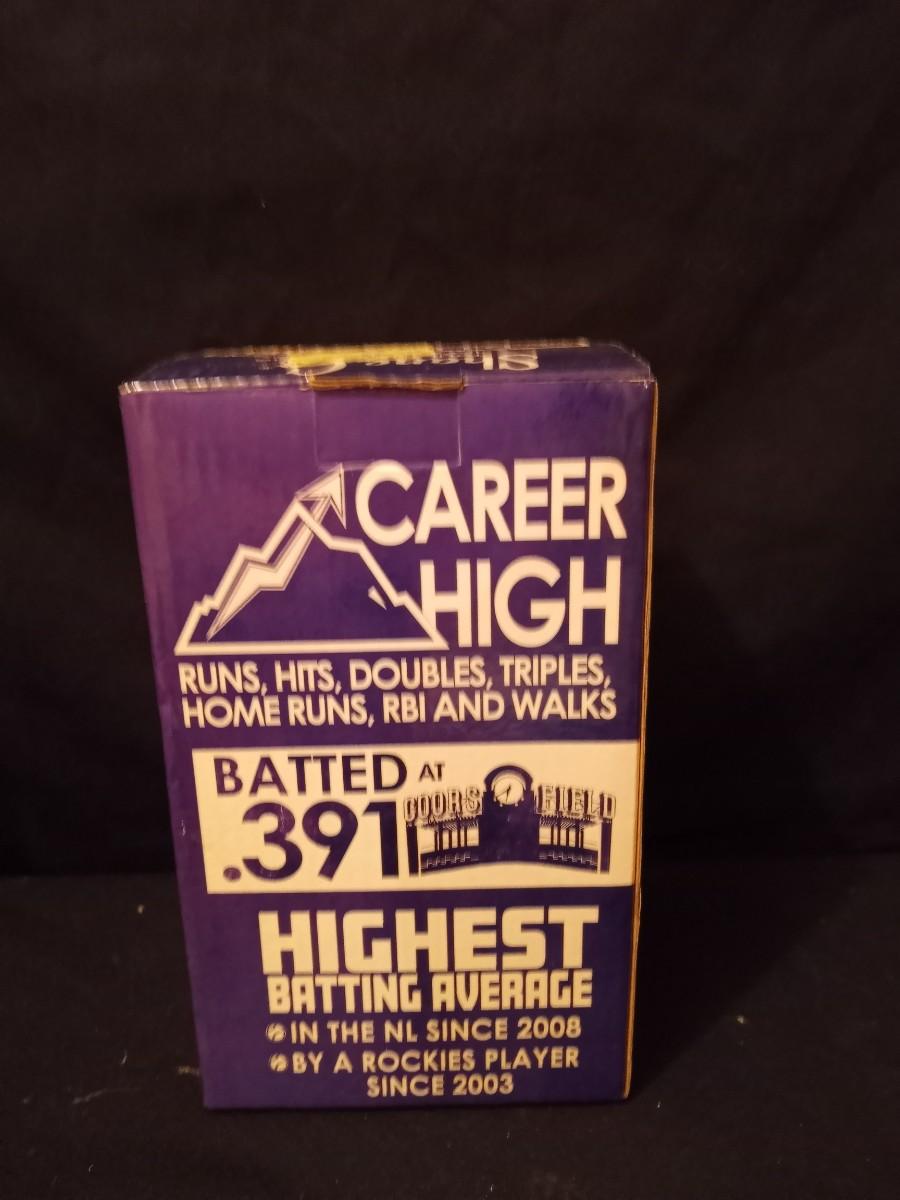 CAREER
HIGH
RUNS, HITS, DOUBLES, TRIPLES,
HOME RUNS, RBI AND WALKS
BATTED AT
.391
COORS FIELD
HIGHEST
BATTING AVERAGE
IN THE NL SINCE 2008
BY A ROCKIES PLAYER
SINCE 2003